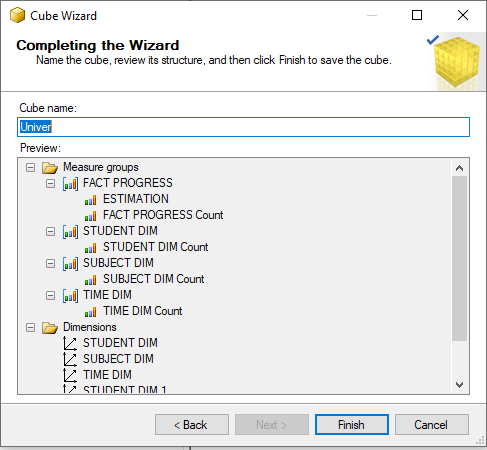 Cube Wizard
Completing the Wizard
Name the cube, review its structure, and then click Finish to save the cube.
Cube name:
Univer
Preview:
Measure groups
FACT PROGRESS
ESTIMATION
FACT PROGRESS Count
STUDENT DIM
STUDENT DIM Count
SUBJECT DIM
SUBJECT DIM Count
TIME DIM
TIME DIM Count
Dimensions
STUDENT DIM
SUBJECT DIM
TIME DIM
STUDENT DIM 1
< Back Next > Finish Cancel